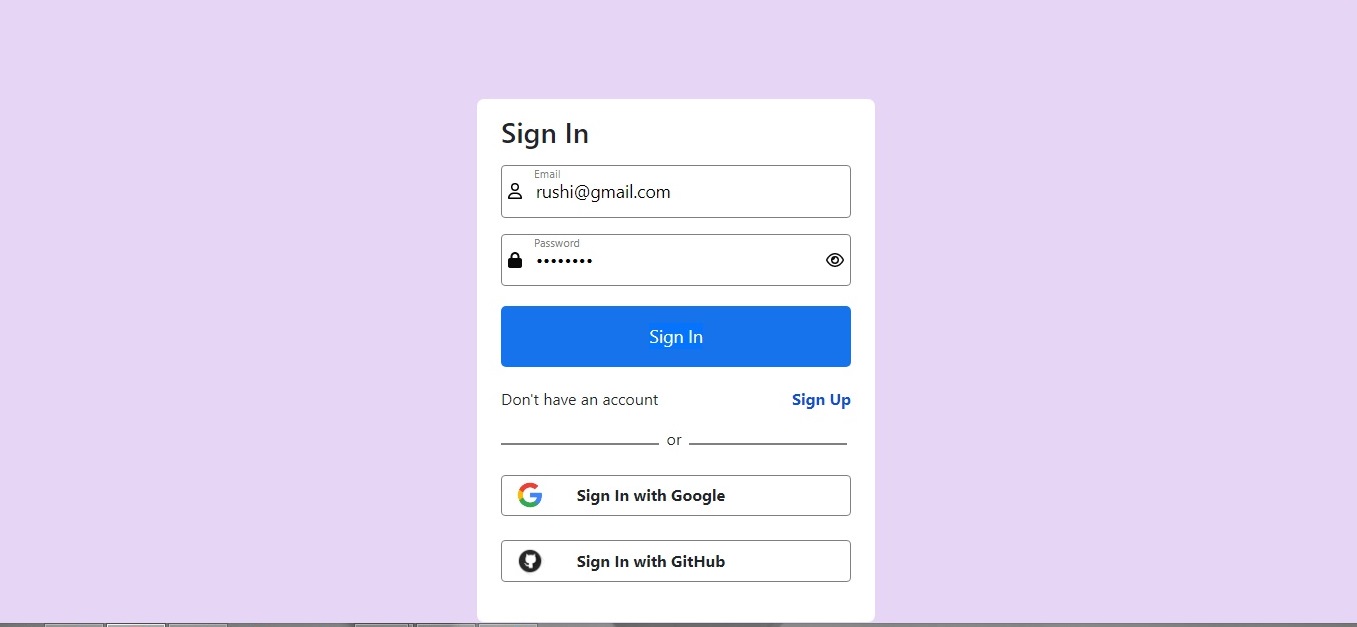 Sign In
Email
rushi@gmail.com
Password
••••••••
Sign In
Don't have an account Sign Up
or
Sign In with Google
Sign In with GitHub